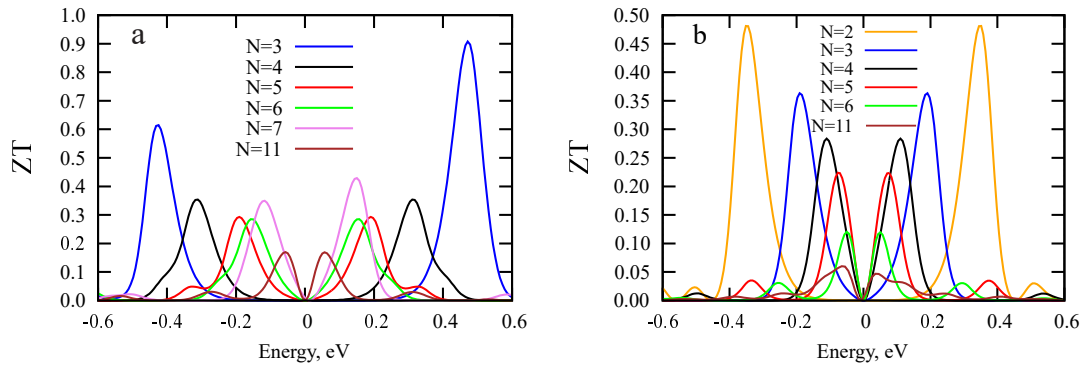 a
N=3
N=4
N=5
N=6
N=7
N=11
ZT
1.0
0.9
0.8
0.7
0.6
0.5
0.4
0.3
0.2
0.1
0.0
-0.6 -0.4 -0.2 0 0.2 0.4 0.6
Energy, eV
b
N=2
N=3
N=4
N=5
N=6
N=11
ZT
0.50
0.45
0.40
0.35
0.30
0.25
0.20
0.15
0.10
0.05
0.00
-0.6 -0.4 -0.2 0 0.2 0.4 0.6
Energy, eV